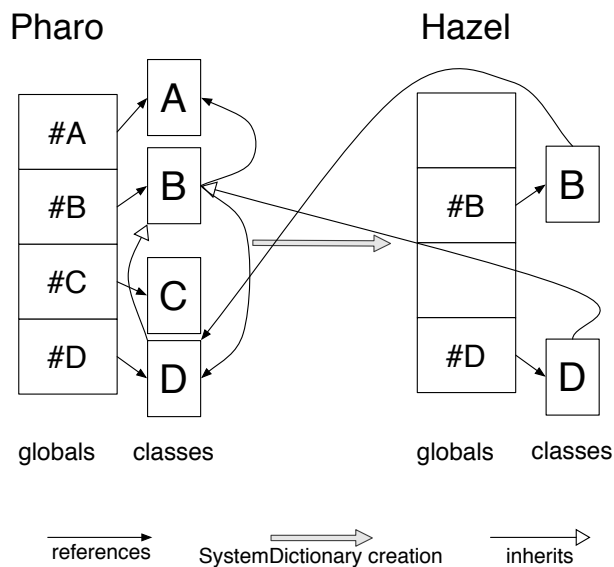 Pharo
Hazel
#A
A
#B
B
#C
C
#D
D
#B
B
#D
D
globals
classes
globals
classes
references
SystemDictionary creation
inherits